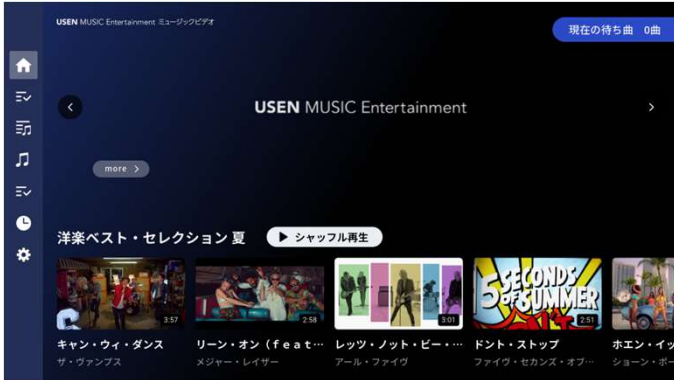 USEN MUSIC Entertainment ミュージックビデオ
現在の待ち曲 0曲
USEN MUSIC Entertainment
more
洋楽ベスト・セレクション 夏
シャッフル再生
3:57
2:58
3:01
5 SECONDS OF SUMMER
2:51
キャン・ウィ・ダンス
リーン・オン（ｆｅａｔ…
レッツ・ノット・ビー・…
ドント・ストップ
ホエン・イッ
ザ・ヴァンプス
メジャー・レイザー
アール・ファイヴ
ファイヴ・セカンズ・オブ…
ショーン・ポー